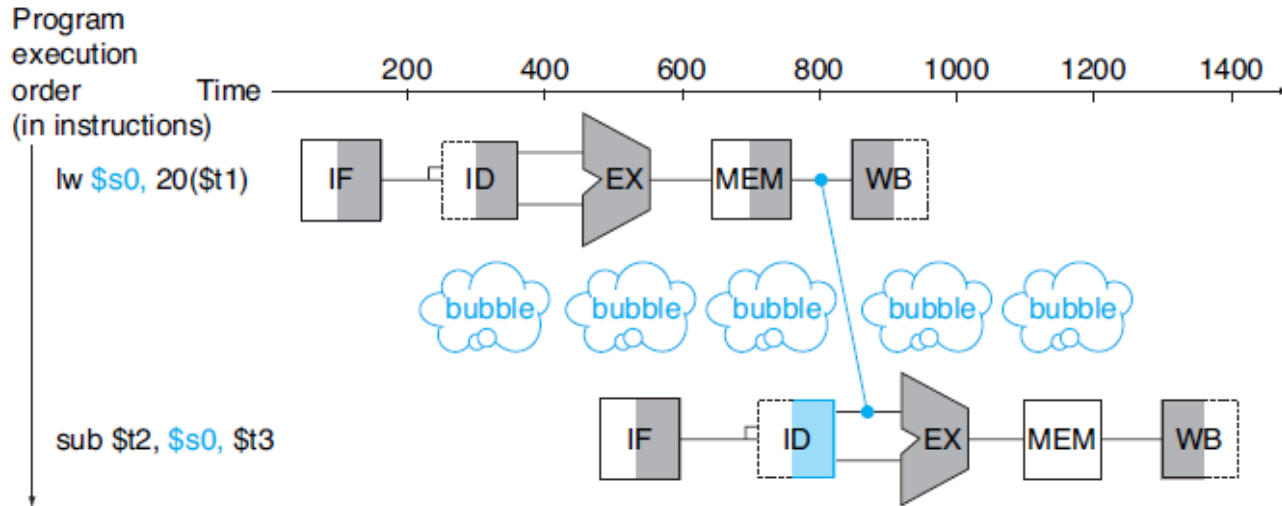 Program
execution
order
(in instructions)
Time
200 400 600 800 1000 1200 1400
lw $s0, 20($t1)
IF ID EX MEM WB
bubble bubble bubble bubble bubble
sub $t2, $s0, $t3
IF ID EX MEM WB